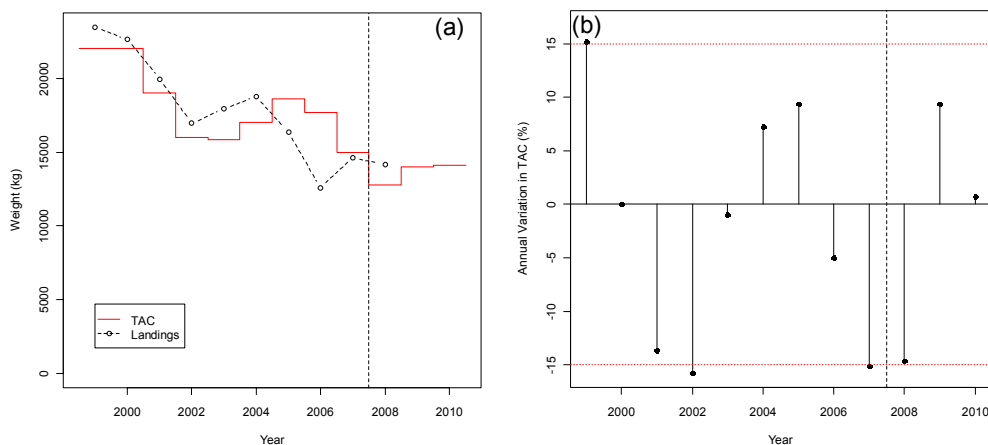 (a)
Weight (kg)
20000
15000
10000
5000
0
TAC
Landings
2000 2002 2004 2006 2008 2010
Year
(b)
Annual Variation in TAC (%)
15
10
5
0
-5
-10
-15
2000 2002 2004 2006 2008 2010
Year